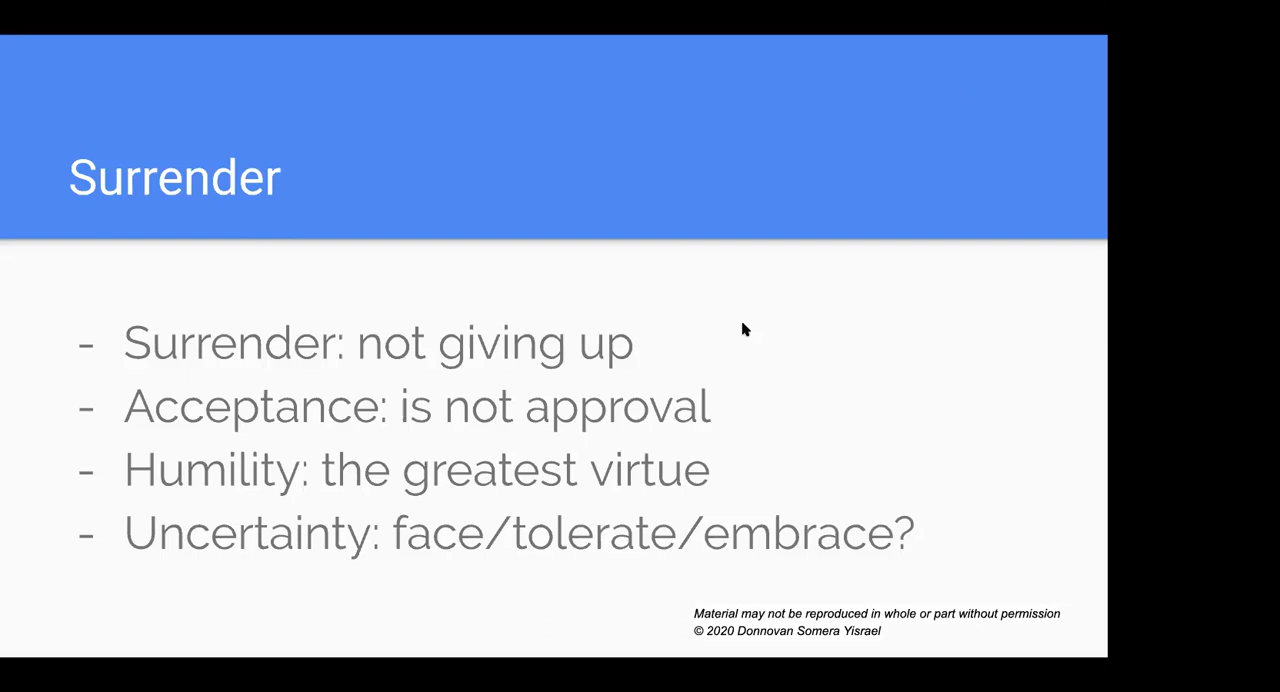 Surrender
- Surrender: not giving up
- Acceptance: is not approval
- Humility: the greatest virtue
- Uncertainty: face/tolerate/embrace?
Material may not be reproduced in whole or part without permission
© 2020 Donnovan Somera Yisrael